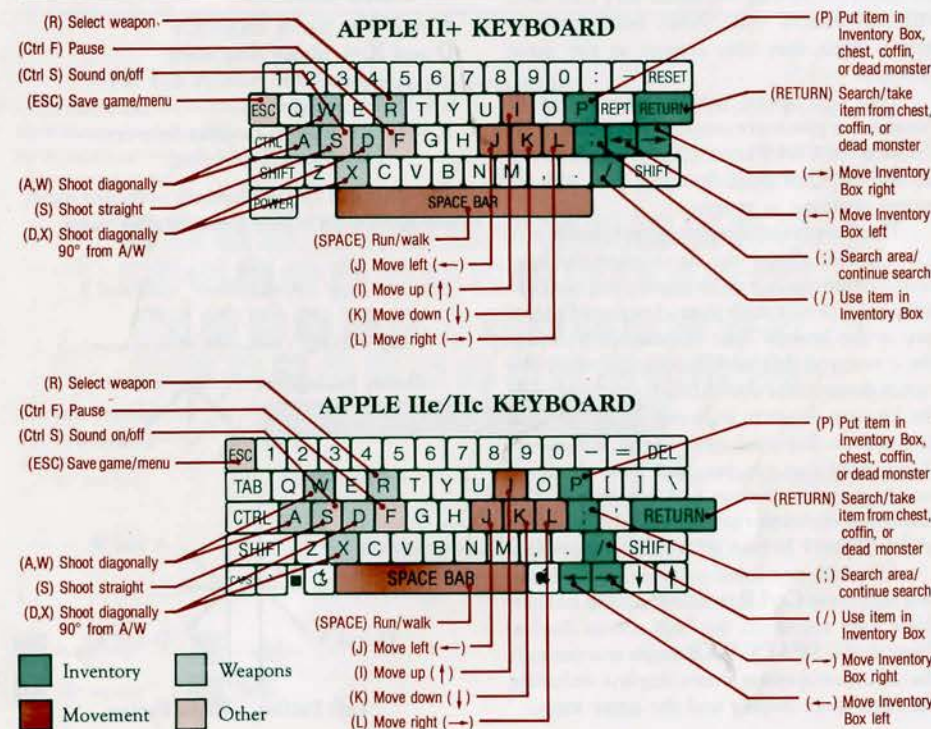 APPLE II+ KEYBOARD
(R) Select weapon
(Ctrl F) Pause
(Ctrl S) Sound on/off
(ESC) Save game/menu
(A,W) Shoot diagonally
(S) Shoot straight
(D,X) Shoot diagonally
90° from A/W
1 2 3 4 5 6 7 8 9 0 : - RESET
ESC Q W E R T Y U I O P REPT RETURN
CTRL A S D F G H J K L ; ← →
SHIFT Z X C V B N M , . / SHIFT
POWER SPACE BAR
(SPACE) Run/walk
(J) Move left (←)
(I) Move up (↑)
(K) Move down (↓)
(L) Move right (→)
(P) Put item in
Inventory Box,
chest, coffin,
or dead monster
(RETURN) Search/take
item from chest,
coffin, or
dead monster
(→) Move Inventory
Box right
(←) Move Inventory
Box left
(;) Search area/
continue search
(/) Use item in
Inventory Box
APPLE IIe/IIc KEYBOARD
(R) Select weapon
(Ctrl F) Pause
(Ctrl S) Sound on/off
(ESC) Save game/menu
(A,W) Shoot diagonally
(S) Shoot straight
(D,X) Shoot diagonally
90° from A/W
ESC 1 2 3 4 5 6 7 8 9 0 - = DEL
TAB Q W E R T Y U I O P [ ] \
CTRL A S D F G H J K L ; ' RETURN
SHIFT Z X C V B N M , . / SHIFT
CAPS ` SPACE BAR ← → ↓ ↑
(SPACE) Run/walk
(J) Move left (←)
(I) Move up (↑)
(K) Move down (↓)
(L) Move right (→)
(P) Put item in
Inventory Box,
chest, coffin,
or dead monster
(RETURN) Search/take
item from chest,
coffin, or
dead monster
(;) Search area/
continue search
(/) Use item in
Inventory Box
(→) Move Inventory
Box right
(←) Move Inventory
Box left
Inventory
Weapons
Movement
Other